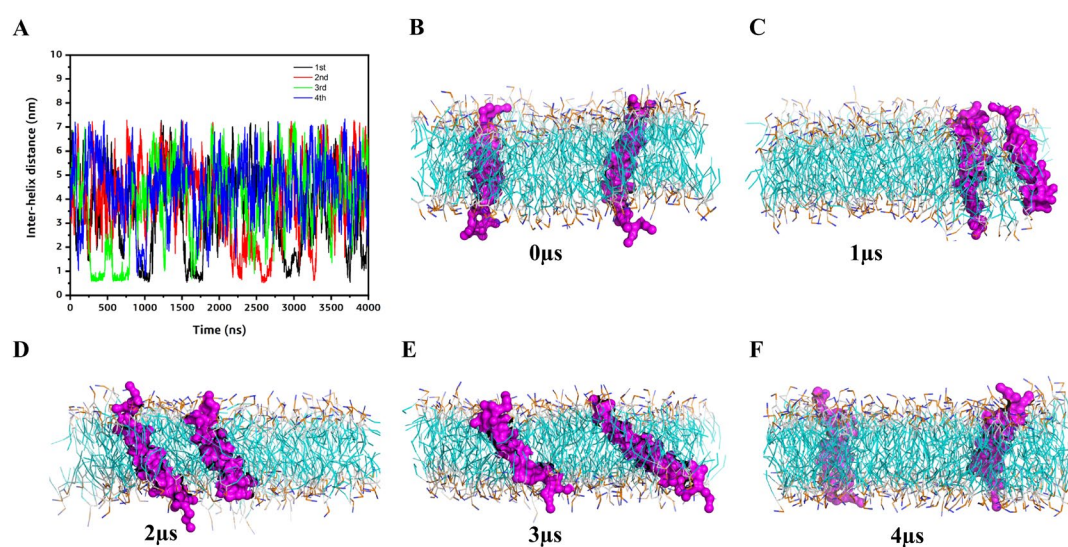 A
B
C
10
9
8
7
6
5
4
3
2
1
0
Inter-helix distance (nm)
1st
2nd
3rd
4th
0 500 1000 1500 2000 2500 3000 3500 4000
Time (ns)
0μs
1μs
D
E
F
2μs
3μs
4μs